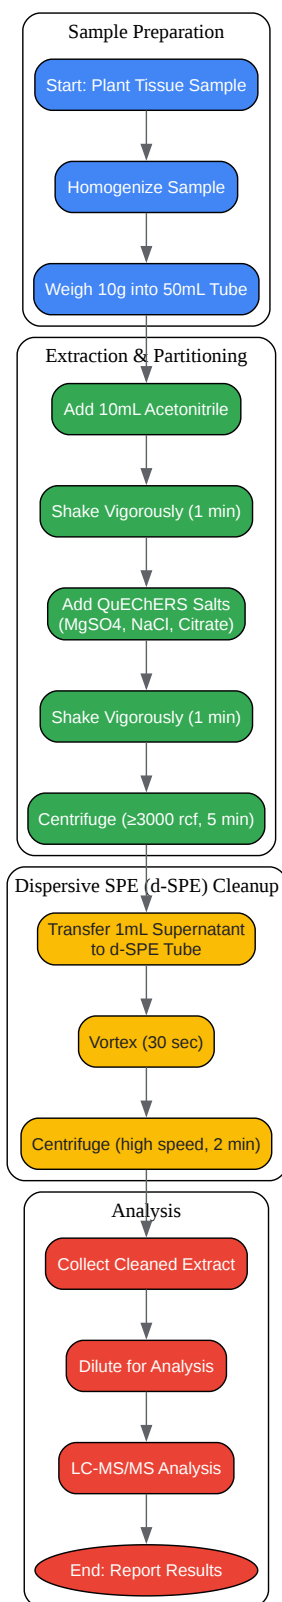 Sample Preparation
Start: Plant Tissue Sample
Homogenize Sample
Weigh 10g into 50mL Tube
Extraction & Partitioning
Add 10mL Acetonitrile
Shake Vigorously (1 min)
Add QuEChERS Salts
(MgSO4, NaCl, Citrate)
Shake Vigorously (1 min)
Centrifuge (≥3000 rcf, 5 min)
Dispersive SPE (d-SPE) Cleanup
Transfer 1mL Supernatant
to d-SPE Tube
Vortex (30 sec)
Centrifuge (high speed, 2 min)
Analysis
Collect Cleaned Extract
Dilute for Analysis
LC-MS/MS Analysis
End: Report Results